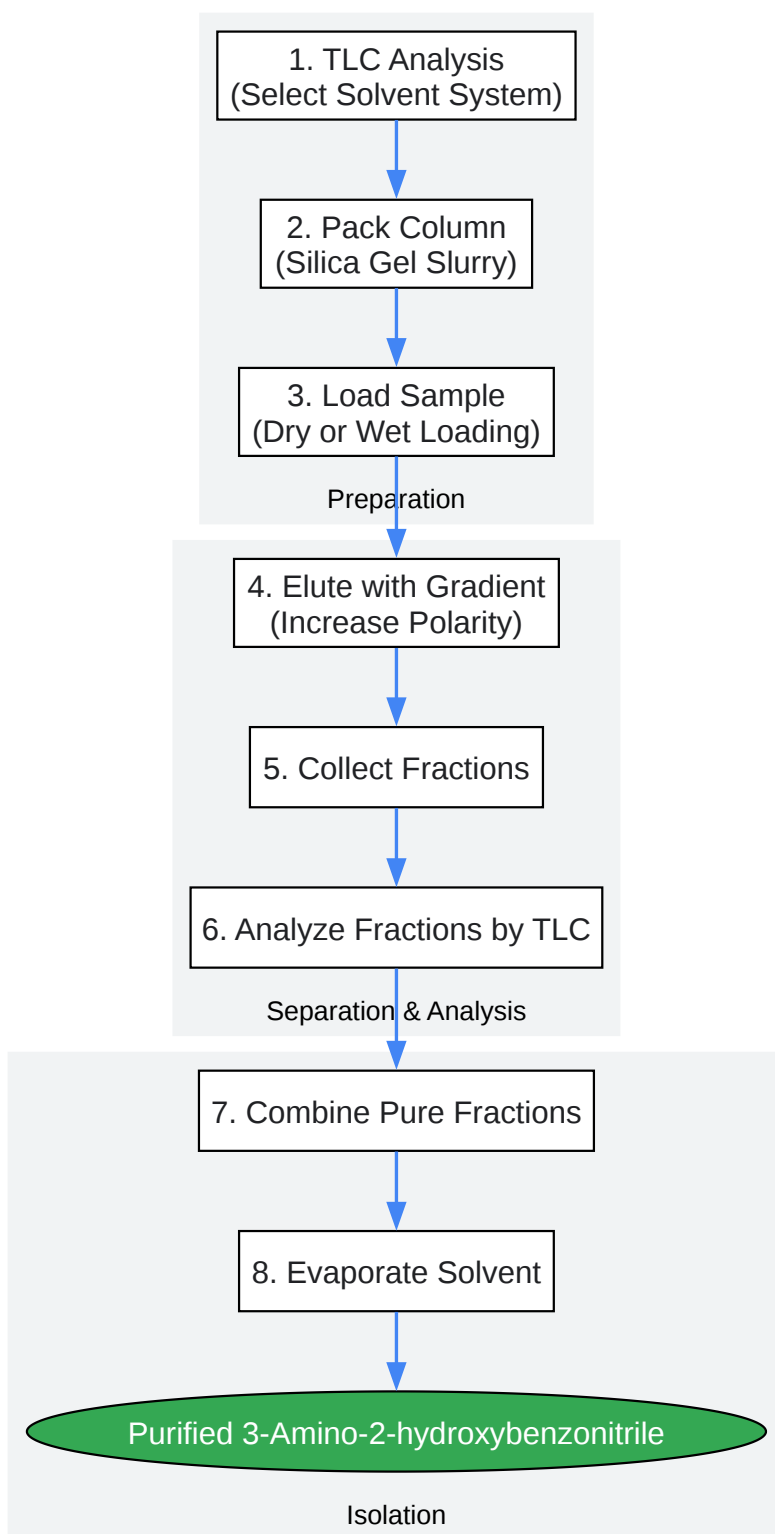 1. TLC Analysis
(Select Solvent System)
2. Pack Column
(Silica Gel Slurry)
3. Load Sample
(Dry or Wet Loading)
Preparation
4. Elute with Gradient
(Increase Polarity)
5. Collect Fractions
6. Analyze Fractions by TLC
Separation & Analysis
7. Combine Pure Fractions
8. Evaporate Solvent
Purified 3-Amino-2-hydroxybenzonitrile
Isolation